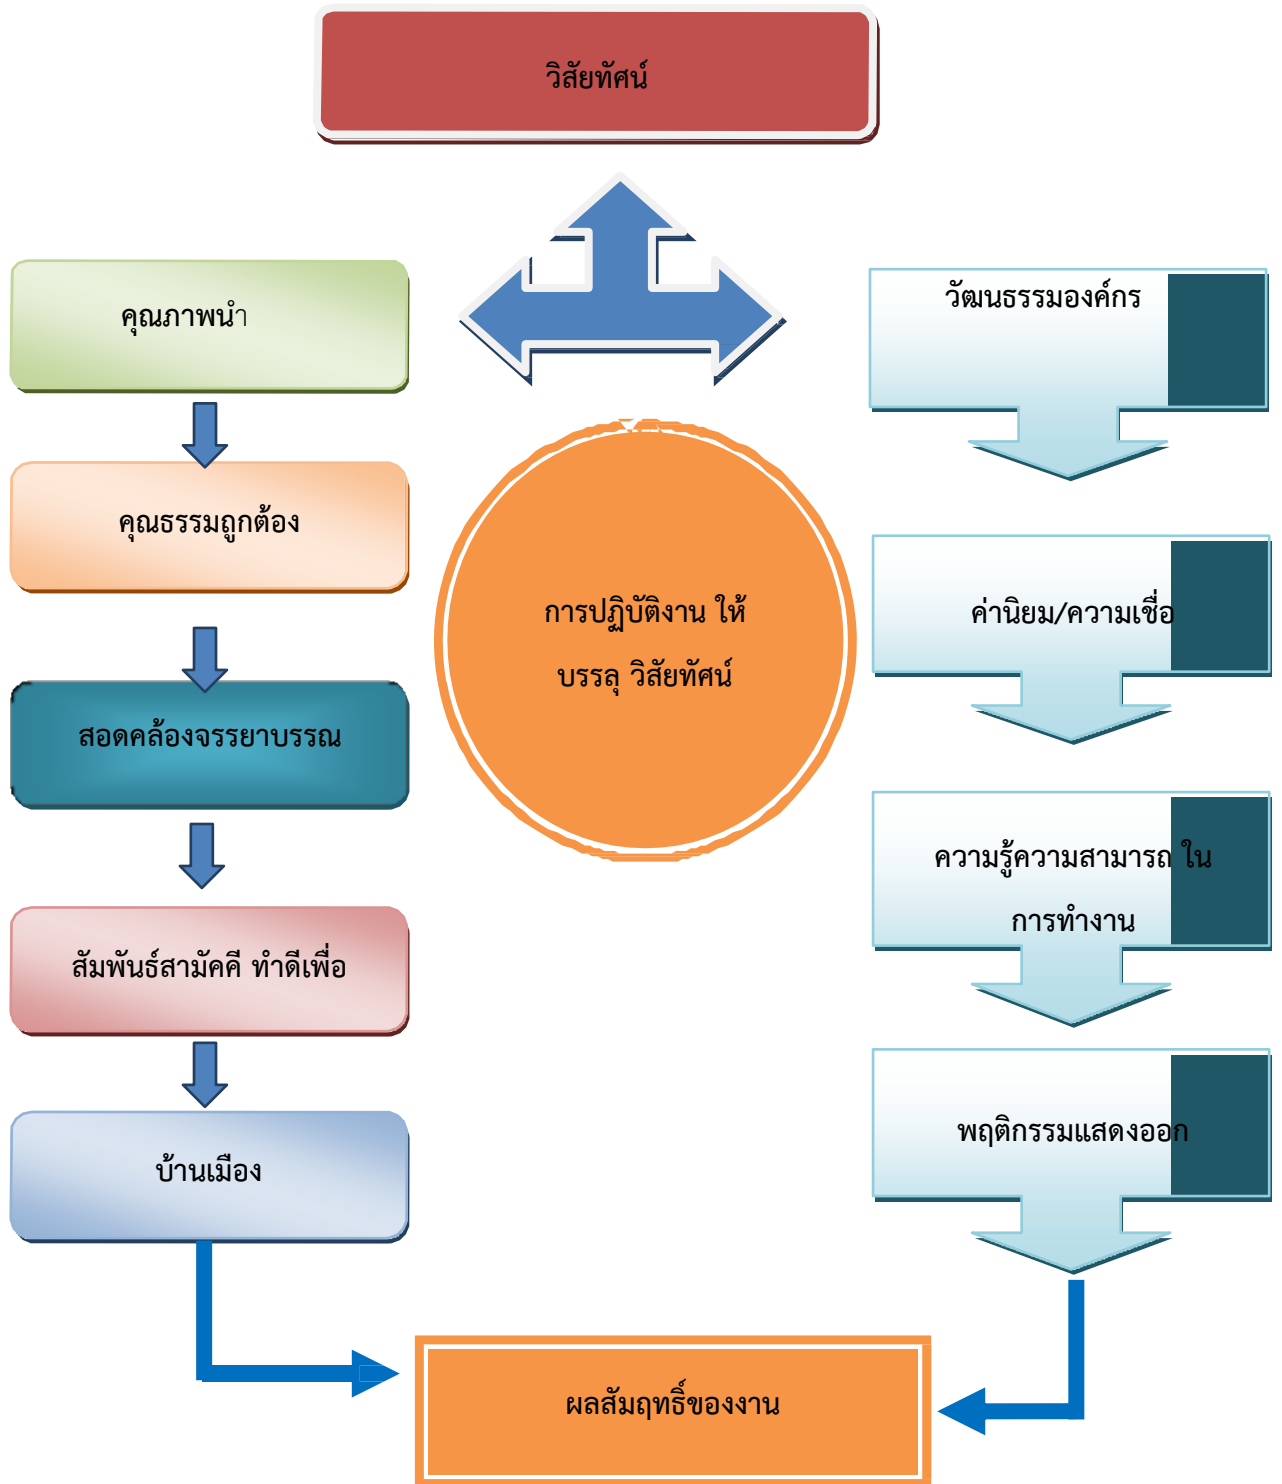 วิสัยทัศน์
คุณภาพนำ
คุณธรรมถูกต้อง
สอดคล้องจรรยาบรรณ
สัมพันธ์สามัคคี ทำดีเพื่อ
บ้านเมือง
การปฏิบัติงาน ให้
บรรลุ วิสัยทัศน์
วัฒนธรรมองค์กร
ค่านิยม/ความเชื่อ
ความรู้ความสามารถ ใน
การทำงาน
พฤติกรรมแสดงออก
ผลสัมฤทธิ์ของงาน